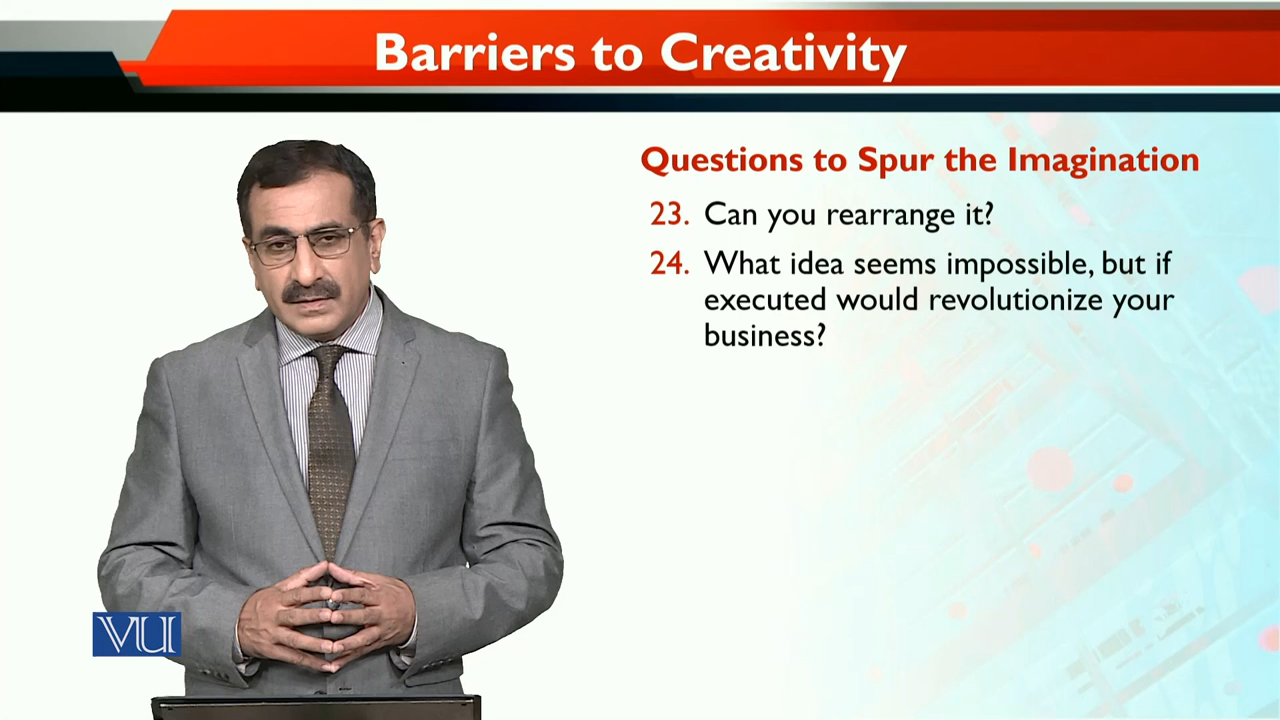 Barriers to Creativity
Questions to Spur the Imagination
23. Can you rearrange it?
24. What idea seems impossible, but if
executed would revolutionize your
business?
VU